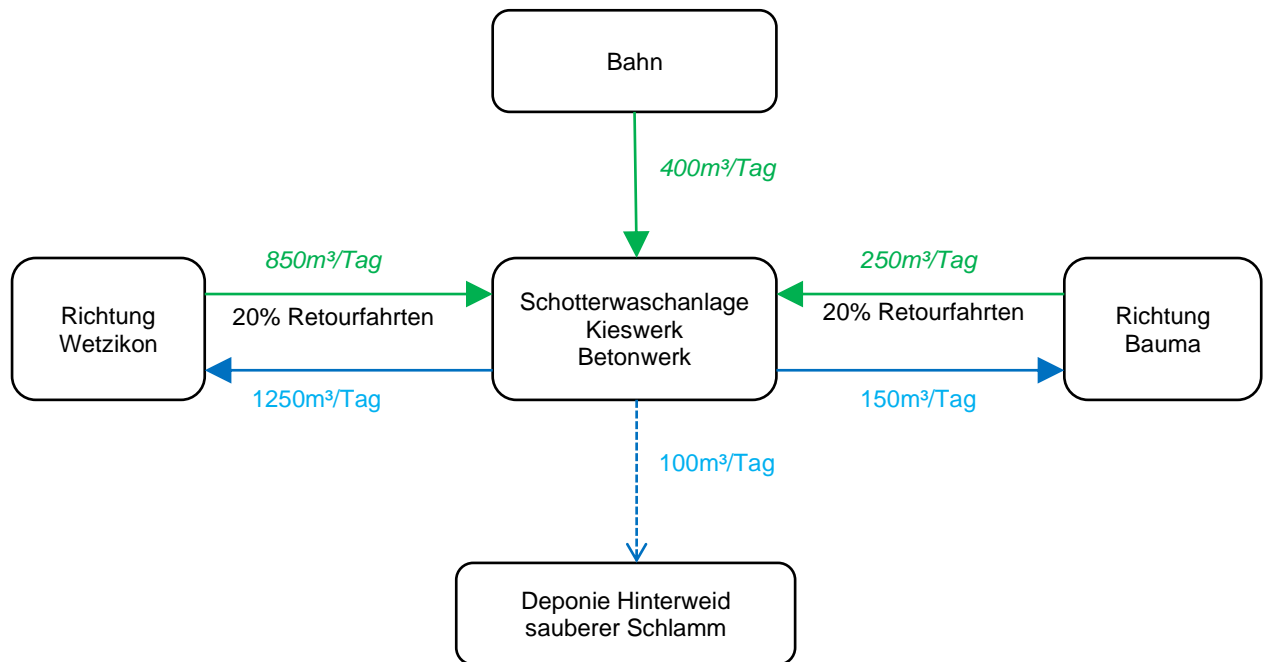 Bahn
400m³/Tag
850m³/Tag
250m³/Tag
Richtung
Wetzikon
20% Retourfahrten
Schotterwaschanlage
Kieswerk
Betonwerk
20% Retourfahrten
Richtung
Bauma
1250m³/Tag
150m³/Tag
100m³/Tag
Deponie Hinterweid
sauberer Schlamm